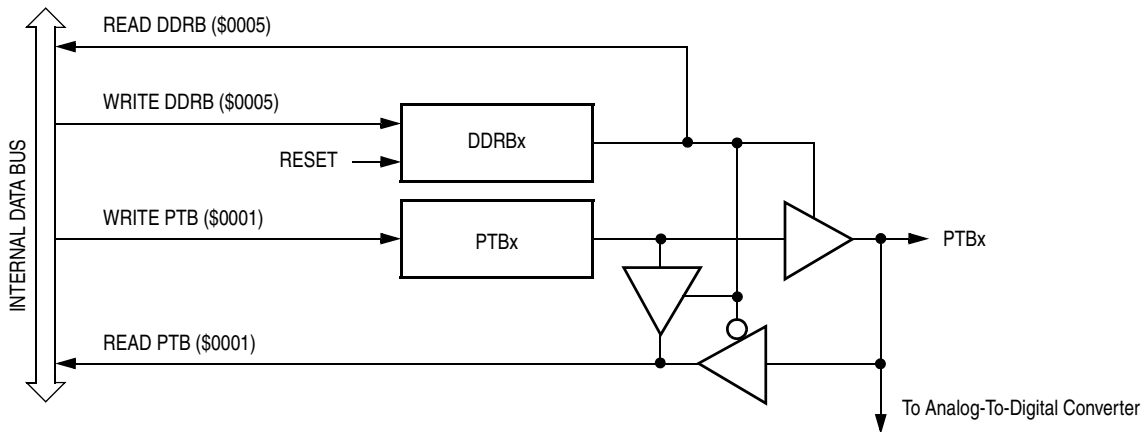 READ DDRB ($0005)
WRITE DDRB ($0005)
DDRBx
RESET
INTERNAL DATA BUS
WRITE PTB ($0001)
PTBx
PTBx
READ PTB ($0001)
To Analog-To-Digital Converter